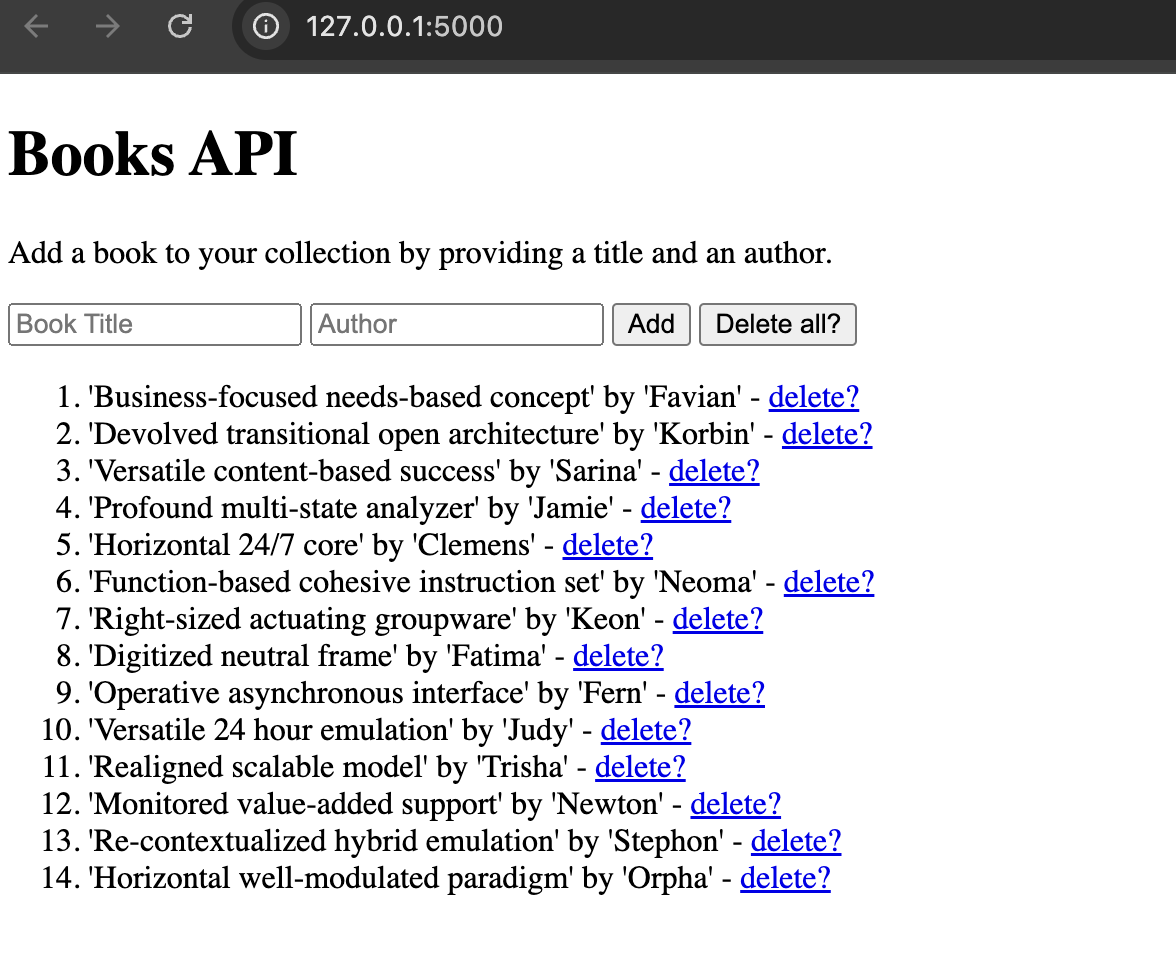 127.0.0.1:5000
Books API
Add a book to your collection by providing a title and an author.
Book Title Author Add Delete all?
1. 'Business-focused needs-based concept' by 'Favian' - delete?
2. 'Devolved transitional open architecture' by 'Korbin' - delete?
3. 'Versatile content-based success' by 'Sarina' - delete?
4. 'Profound multi-state analyzer' by 'Jamie' - delete?
5. 'Horizontal 24/7 core' by 'Clemens' - delete?
6. 'Function-based cohesive instruction set' by 'Neoma' - delete?
7. 'Right-sized actuating groupware' by 'Keon' - delete?
8. 'Digitized neutral frame' by 'Fatima' - delete?
9. 'Operative asynchronous interface' by 'Fern' - delete?
10. 'Versatile 24 hour emulation' by 'Judy' - delete?
11. 'Realigned scalable model' by 'Trisha' - delete?
12. 'Monitored value-added support' by 'Newton' - delete?
13. 'Re-contextualized hybrid emulation' by 'Stephon' - delete?
14. 'Horizontal well-modulated paradigm' by 'Orpha' - delete?